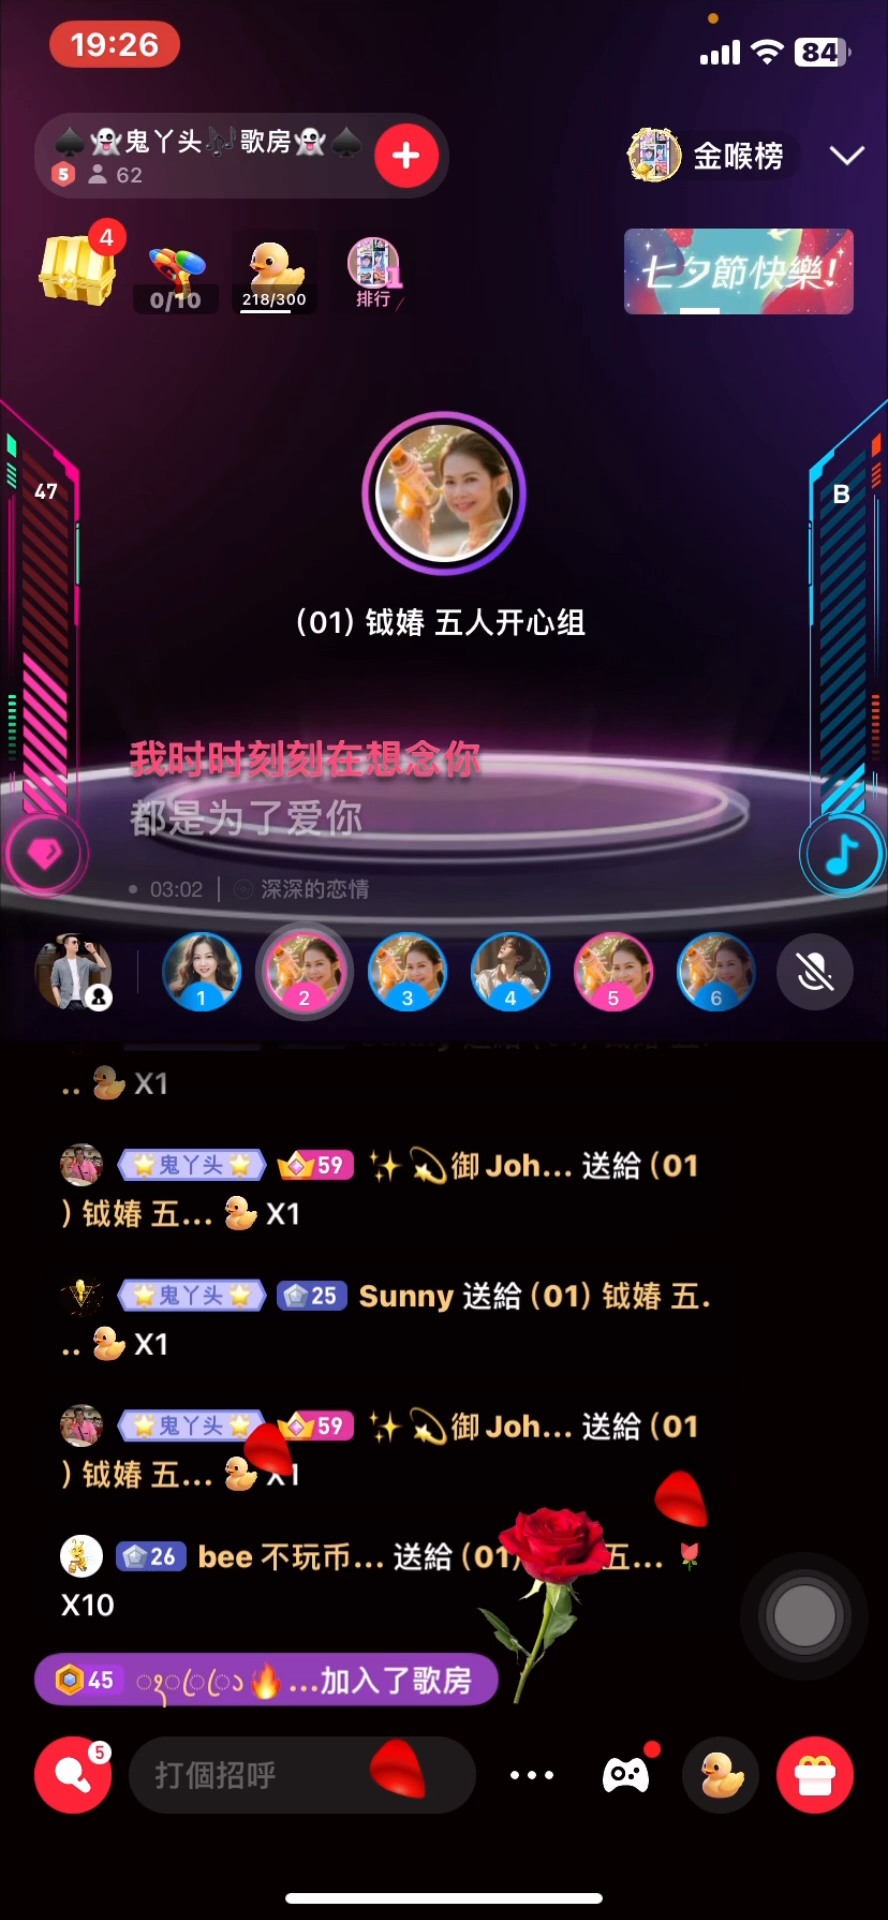 19:26
84
♠️👻鬼丫头🎶歌房👻♠️
5 62
金喉榜
4
0/10
218/300
排行
1
七夕節快樂!
47
B
(01) 钺婧 五人开心组
我时时刻刻在想念你
都是为了爱你
03:02 | 深深的恋情
1 2 3 4 5 6
.. X1
鬼丫头 59 ✨💫御 Joh... 送給 (01
) 钺婧 五... X1
鬼丫头 25 Sunny 送給 (01) 钺婧 五.
.. X1
鬼丫头 59 ✨💫御 Joh... 送給 (01
) 钺婧 五... X1
26 bee 不玩币... 送給 (01) 五... 🌷
X10
45 🔥...加入了歌房
5
打個招呼